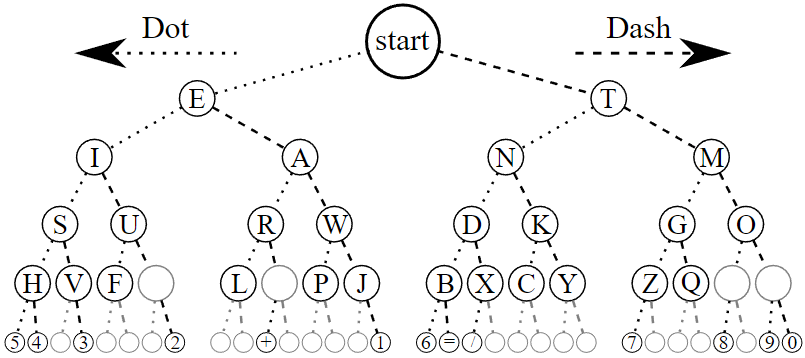 Dot start Dash
E T
I A N M
S U R W D K G O
H V F L P J B X C Y Z Q
5 4 3 2 + 1 6 = / 7 8 9 0